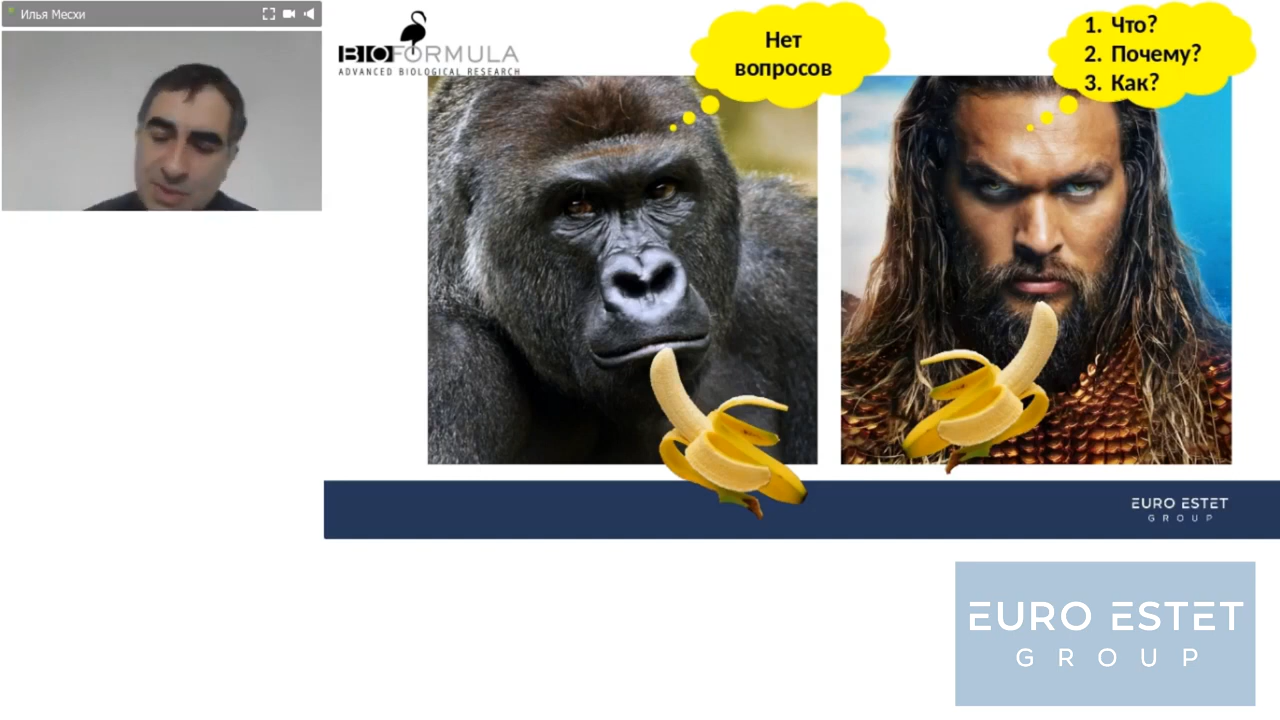 Илья Месхи
BIOFORMULA
ADVANCED BIOLOGICAL RESEARCH
Нет
вопросов
1. Что?
2. Почему?
3. Как?
EURO ESTET
GROUP
EURO ESTET
GROUP